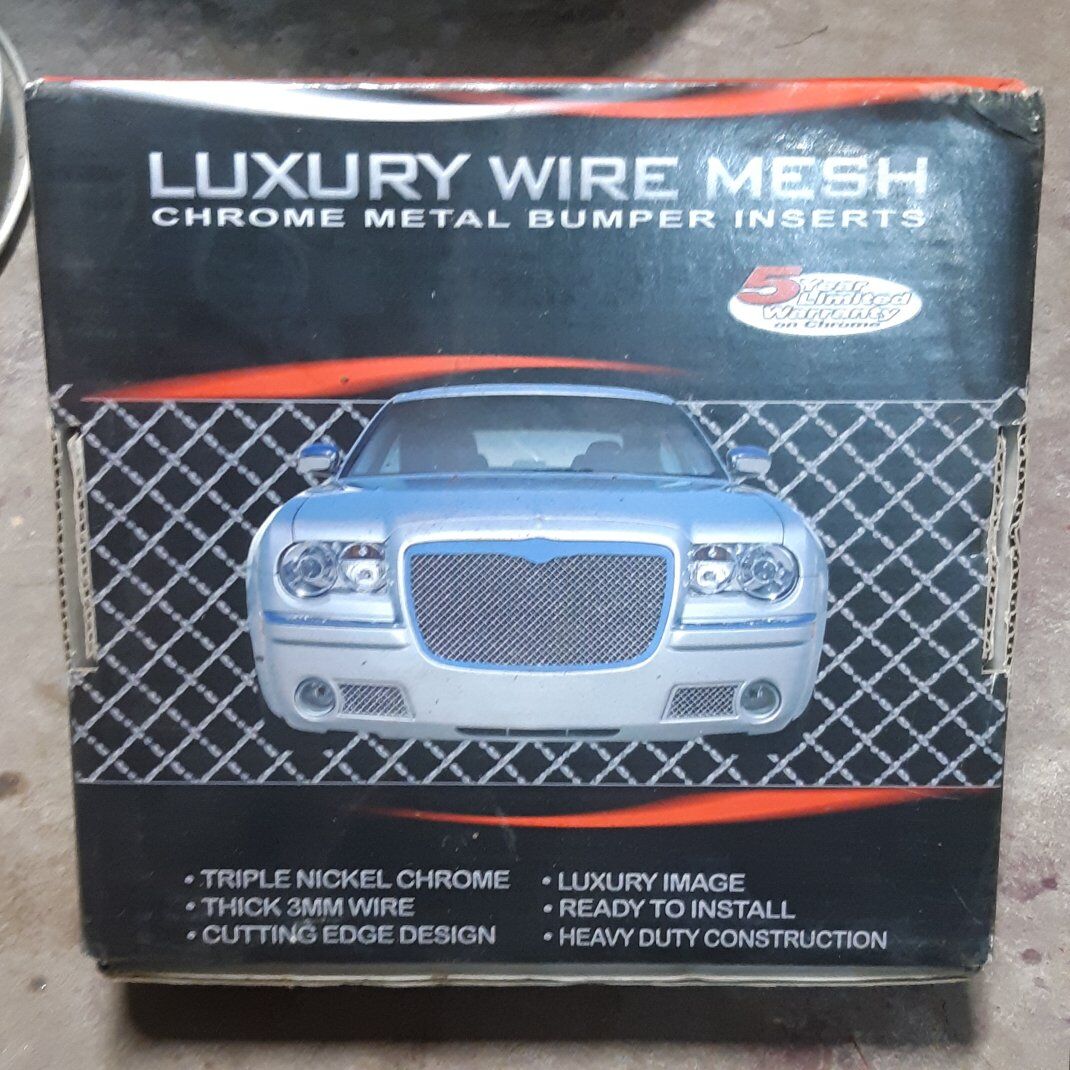 LUXURY WIRE MESH
CHROME METAL BUMPER INSERTS
5 Year
Limited
Warranty
on Chrome
• TRIPLE NICKEL CHROME
• THICK 3MM WIRE
• CUTTING EDGE DESIGN
• LUXURY IMAGE
• READY TO INSTALL
• HEAVY DUTY CONSTRUCTION